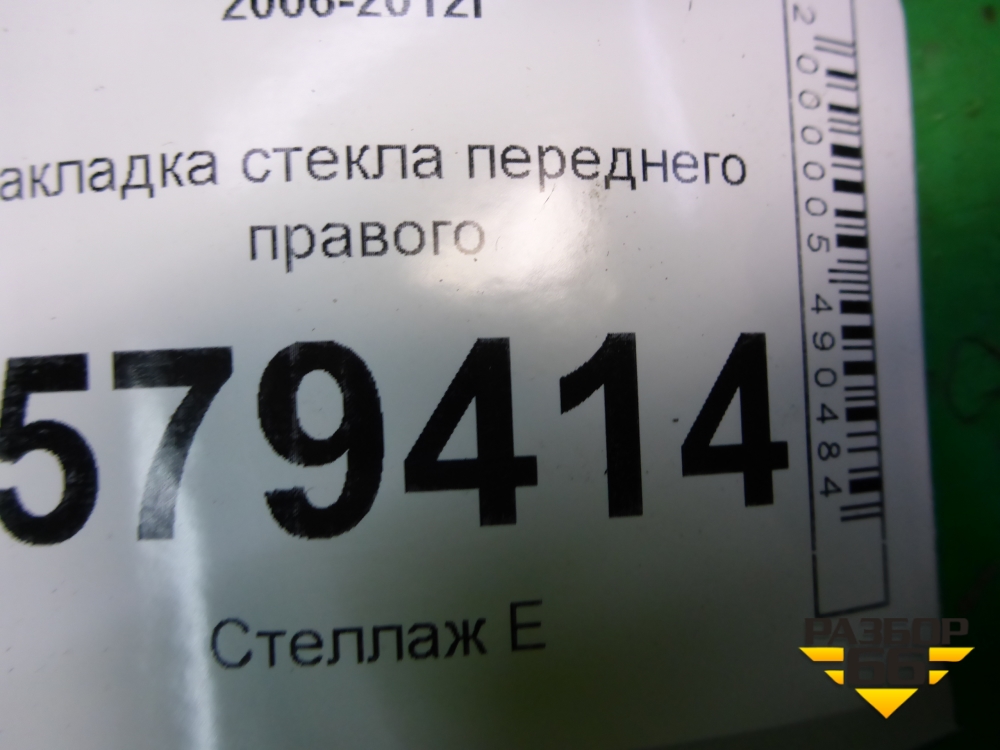 2006-2012г
акладка стекла переднего
правого
579414
Стеллаж Е
2000005490484
РАЗБОР
66